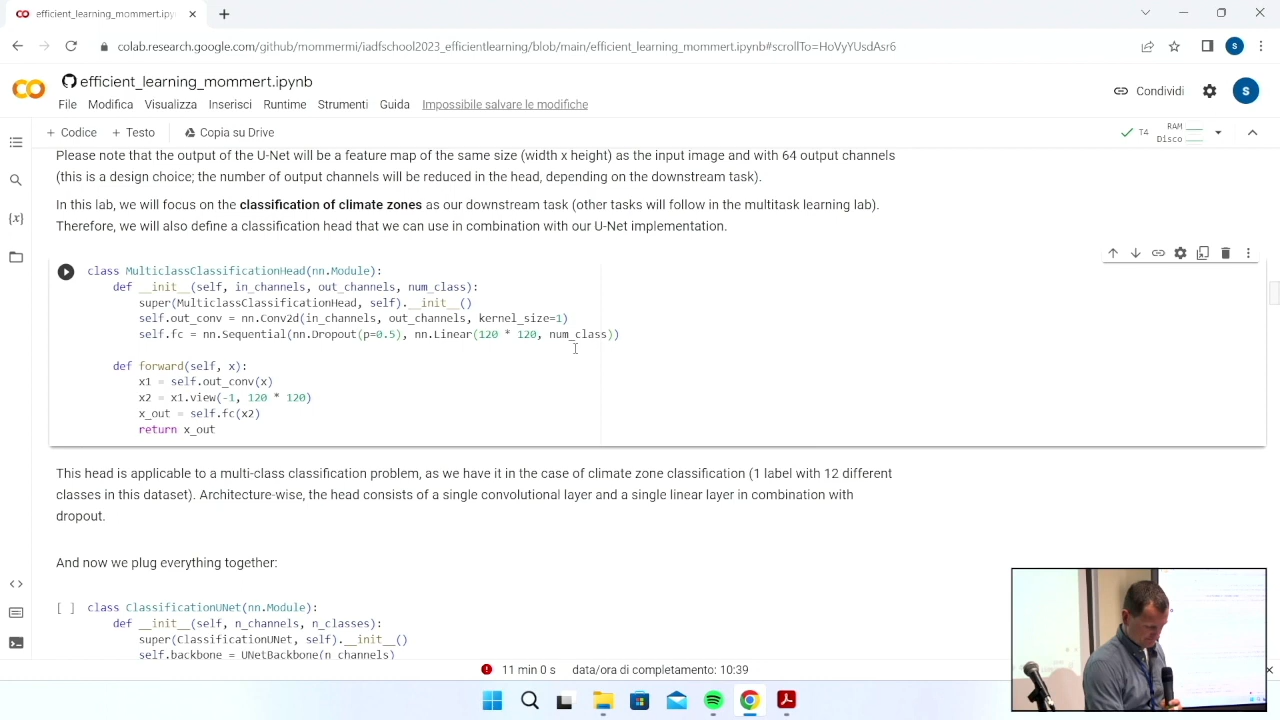 efficient_learning_mommert.ipyn
colab.research.google.com/github/mommermi/iadfschool2023_efficientlearning/blob/main/efficient_learning_mommert.ipynb#scrollTo=HoVyYUsdAsr6
S
efficient_learning_mommert.ipynb
Condividi
S
File Modifica Visualizza Inserisci Runtime Strumenti Guida Impossibile salvare le modifiche
+ Codice + Testo Copia su Drive
T4 RAM
Disco
Please note that the output of the U-Net will be a feature map of the same size (width x height) as the input image and with 64 output channels
(this is a design choice; the number of output channels will be reduced in the head, depending on the downstream task).
In this lab, we will focus on the classification of climate zones as our downstream task (other tasks will follow in the multitask learning lab).
Therefore, we will also define a classification head that we can use in combination with our U-Net implementation.
class MulticlassClassificationHead(nn.Module):
def __init__(self, in_channels, out_channels, num_class):
super(MulticlassClassificationHead, self).__init__()
self.out_conv = nn.Conv2d(in_channels, out_channels, kernel_size=1)
self.fc = nn.Sequential(nn.Dropout(p=0.5), nn.Linear(120 * 120, num_class))
def forward(self, x):
x1 = self.out_conv(x)
x2 = x1.view(-1, 120 * 120)
x_out = self.fc(x2)
return x_out
This head is applicable to a multi-class classification problem, as we have it in the case of climate zone classification (1 label with 12 different
classes in this dataset). Architecture-wise, the head consists of a single convolutional layer and a single linear layer in combination with
dropout.
And now we plug everything together:
[ ] class ClassificationUNet(nn.Module):
def __init__(self, n_channels, n_classes):
super(ClassificationUNet, self).__init__()
self.backbone = UNetBackbone(n_channels)
11 min 0 s data/ora di completamento: 10:39